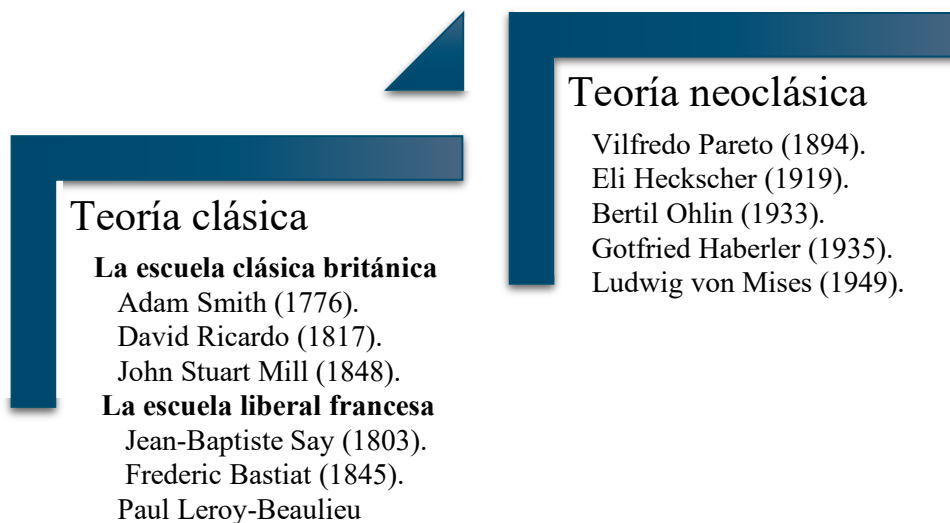 Teoría clásica
La escuela clásica británica
Adam Smith (1776).
David Ricardo (1817).
John Stuart Mill (1848).
La escuela liberal francesa
Jean-Baptiste Say (1803).
Frederic Bastiat (1845).
Paul Leroy-Beaulieu
Teoría neoclásica
Vilfredo Pareto (1894).
Eli Heckscher (1919).
Bertil Ohlin (1933).
Gotfried Haberler (1935).
Ludwig von Mises (1949).